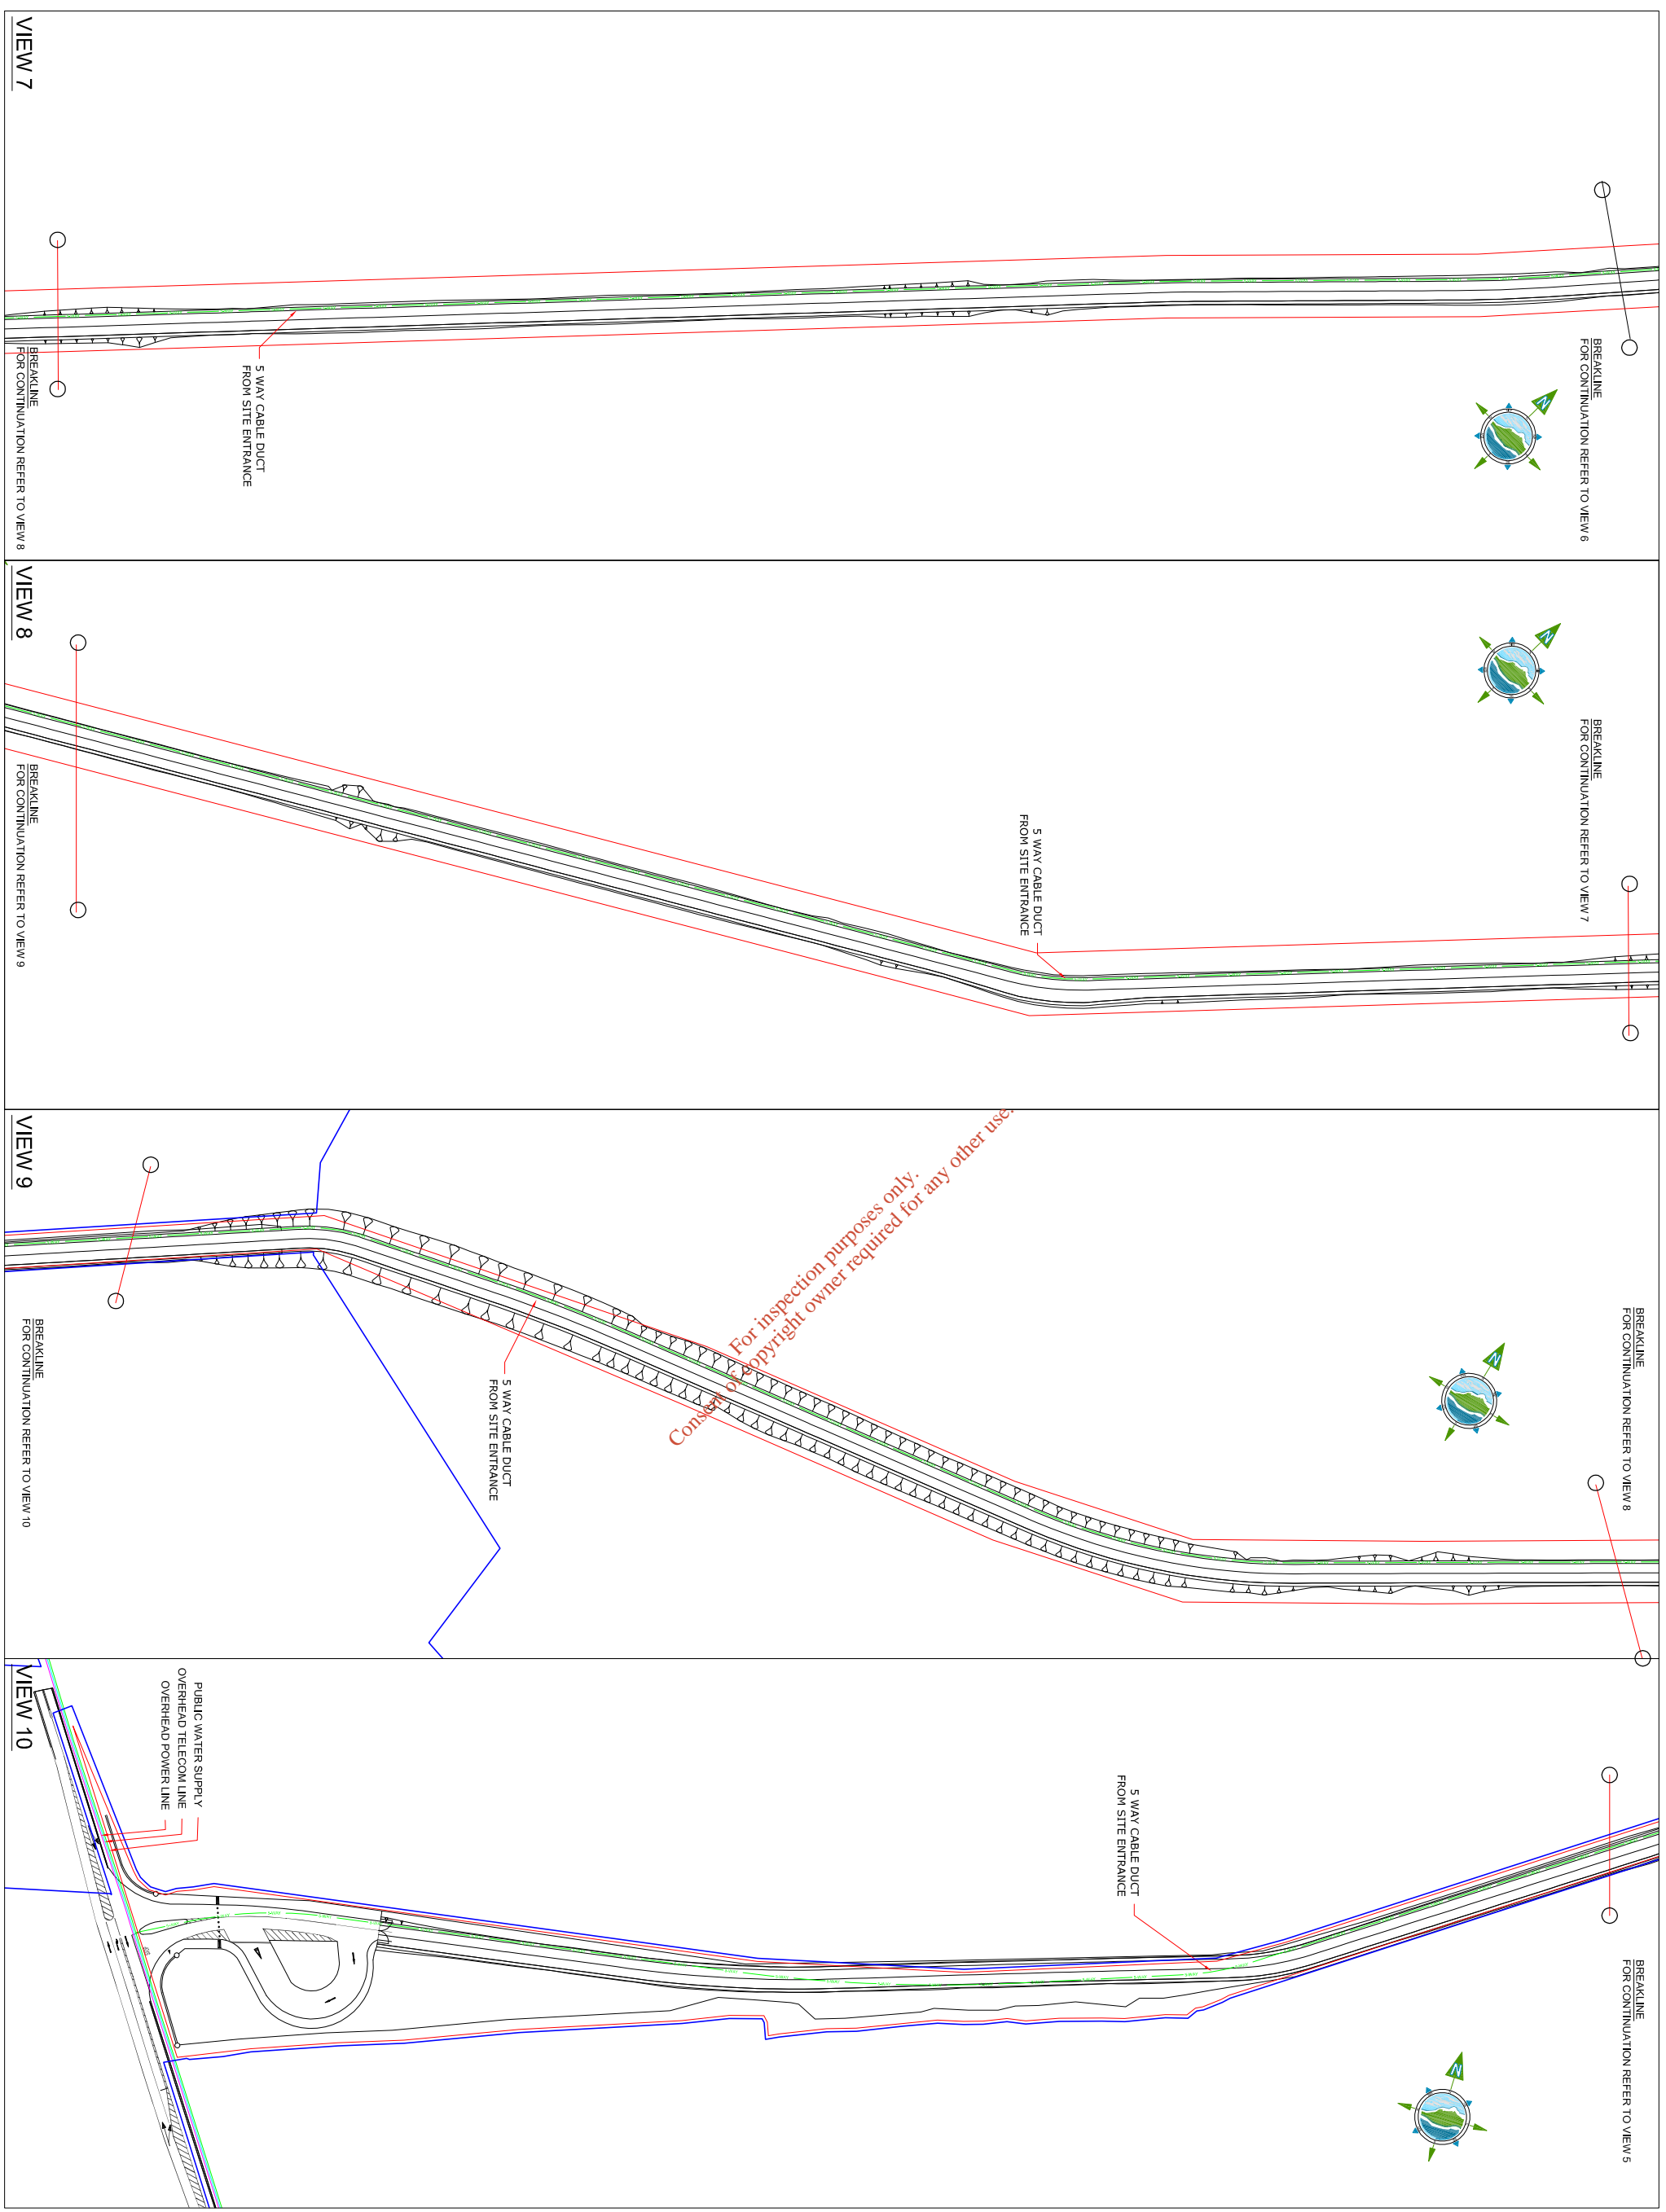 VIEW 7
BREAKLINE
FOR CONTINUATION REFER TO VIEW 8
5 WAY CABLE DUCT
FROM SITE ENTRANCE
BREAKLINE
FOR CONTINUATION REFER TO VIEW 6
N
VIEW 8
BREAKLINE
FOR CONTINUATION REFER TO VIEW 9
5 WAY CABLE DUCT
FROM SITE ENTRANCE
BREAKLINE
FOR CONTINUATION REFER TO VIEW 7
N
VIEW 9
BREAKLINE
FOR CONTINUATION REFER TO VIEW 10
5 WAY CABLE DUCT
FROM SITE ENTRANCE
For inspection purposes only.
Consent of copyright owner required for any other use.
BREAKLINE
FOR CONTINUATION REFER TO VIEW 8
N
VIEW 10
PUBLIC WATER SUPPLY
OVERHEAD TELECOM LINE
OVERHEAD POWER LINE
5 WAY CABLE DUCT
FROM SITE ENTRANCE
BREAKLINE
FOR CONTINUATION REFER TO VIEW 5
N